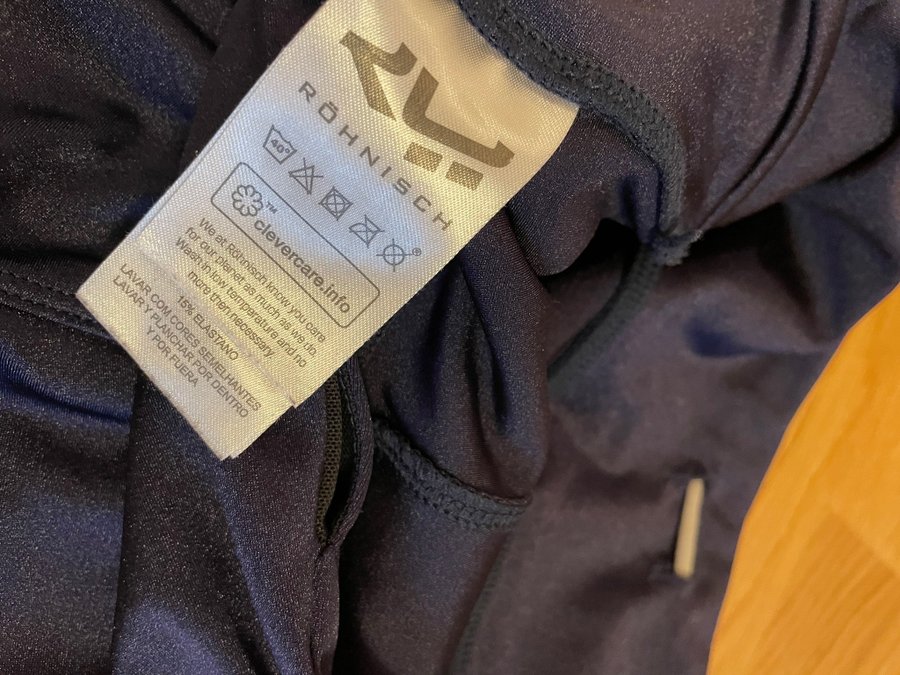 RÖHNISCH
40°
®
™
clevercare.info
We at Röhnisch know you care
for our planet as much as we do.
Wash in low temperature and no
more then necessary
15% ELASTANO
LAVAR COM CORES SEMELHANTES
LAVAR Y PLANCHAR POR DENTRO
Y POR FUERA